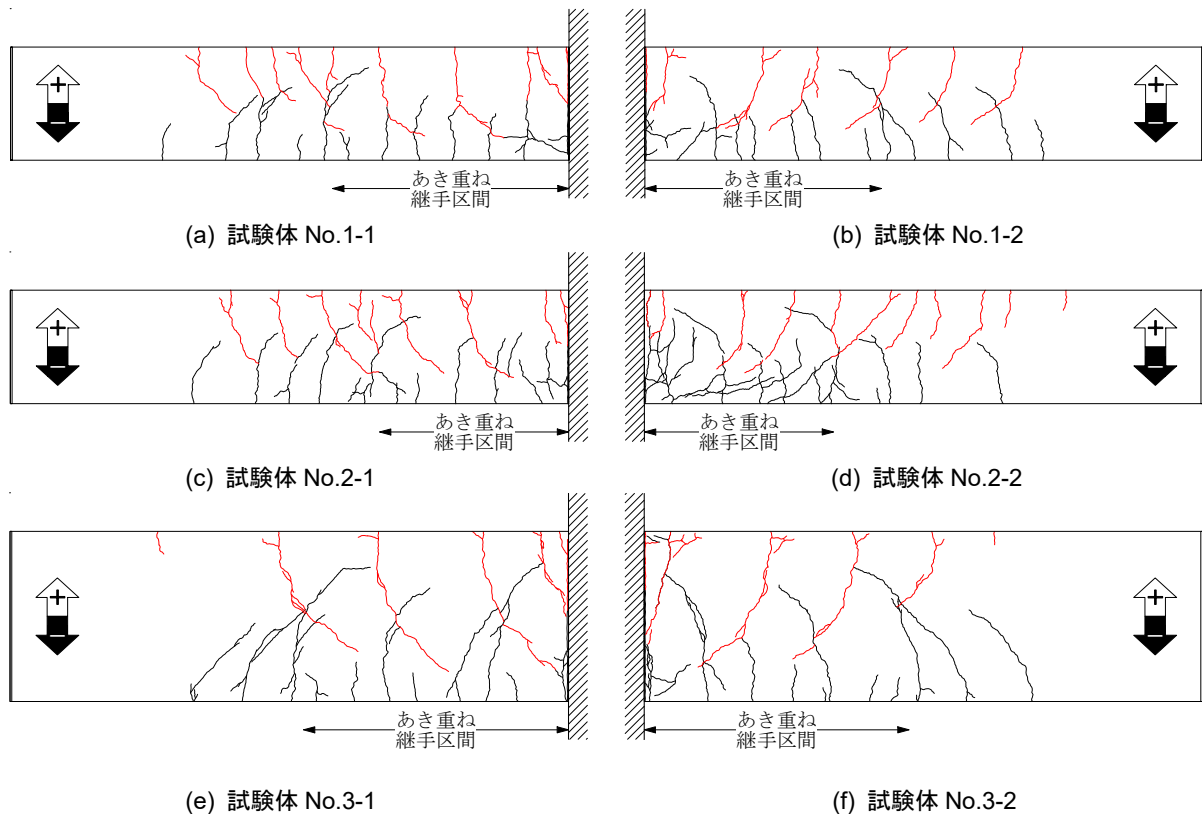 +
−
+
−
あき重ね
継手区間
あき重ね
継手区間
(a) 試験体 No.1-1
(b) 試験体 No.1-2
+
−
+
−
あき重ね
継手区間
あき重ね
継手区間
(c) 試験体 No.2-1
(d) 試験体 No.2-2
+
−
+
−
あき重ね
継手区間
あき重ね
継手区間
(e) 試験体 No.3-1
(f) 試験体 No.3-2